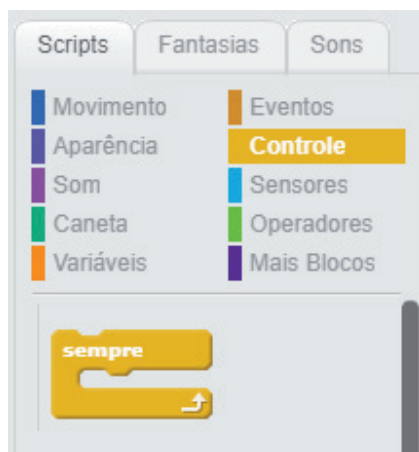 Scripts Fantasias Sons
Movimento Eventos
Aparência Controle
Som Sensores
Caneta Operadores
Variáveis Mais Blocos
sempre